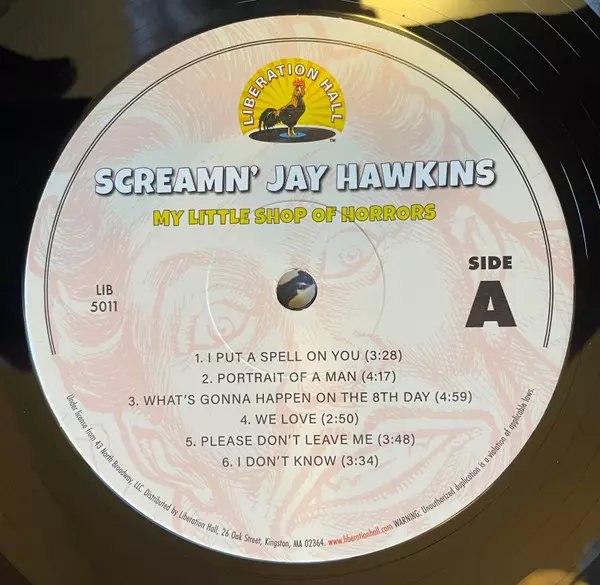 LIBERATION HALL
SCREAMN' JAY HAWKINS
MY LITTLE SHOP OF HORRORS
SIDE
A
LIB
5011
1. I PUT A SPELL ON YOU (3:28)
2. PORTRAIT OF A MAN (4:17)
3. WHAT'S GONNA HAPPEN ON THE 8TH DAY (4:59)
4. WE LOVE (2:50)
5. PLEASE DON'T LEAVE ME (3:48)
6. I DON'T KNOW (3:34)
Under license from 43 North Broadway, LLC. Distributed by Liberation Hall, 26 Oak Street, Kingston, MA 02364. www.liberationhall.com WARNING: Unauthorized duplication is a violation of applicable laws.